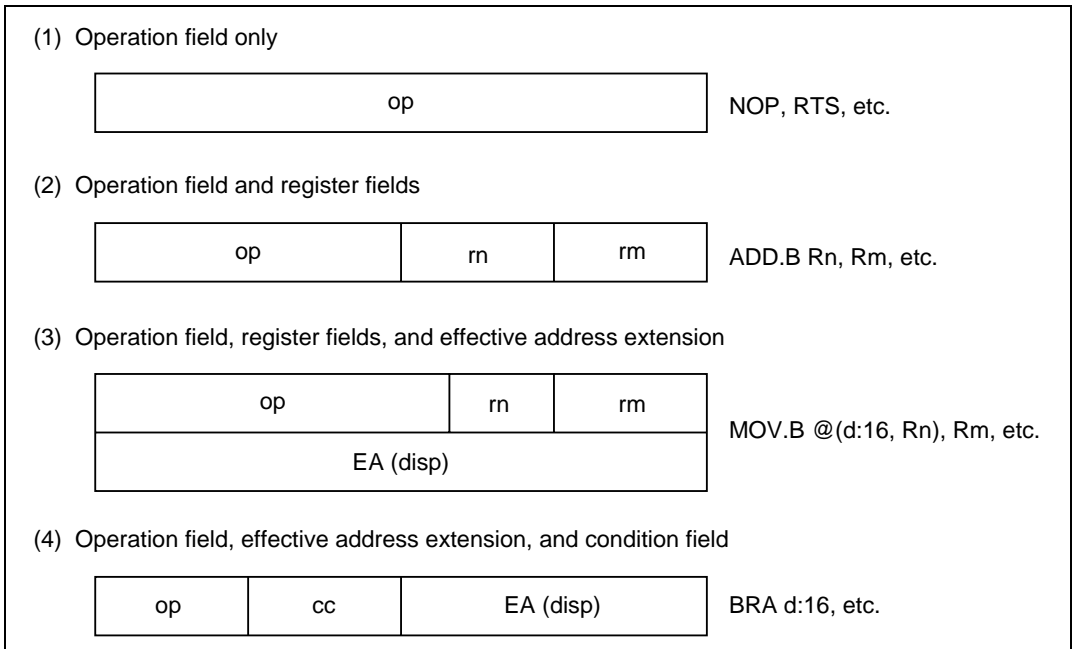 (1) Operation field only
op
NOP, RTS, etc.
(2) Operation field and register fields
op rn rm
ADD.B Rn, Rm, etc.
(3) Operation field, register fields, and effective address extension
op rn rm
EA (disp)
MOV.B @(d:16, Rn), Rm, etc.
(4) Operation field, effective address extension, and condition field
op cc EA (disp)
BRA d:16, etc.